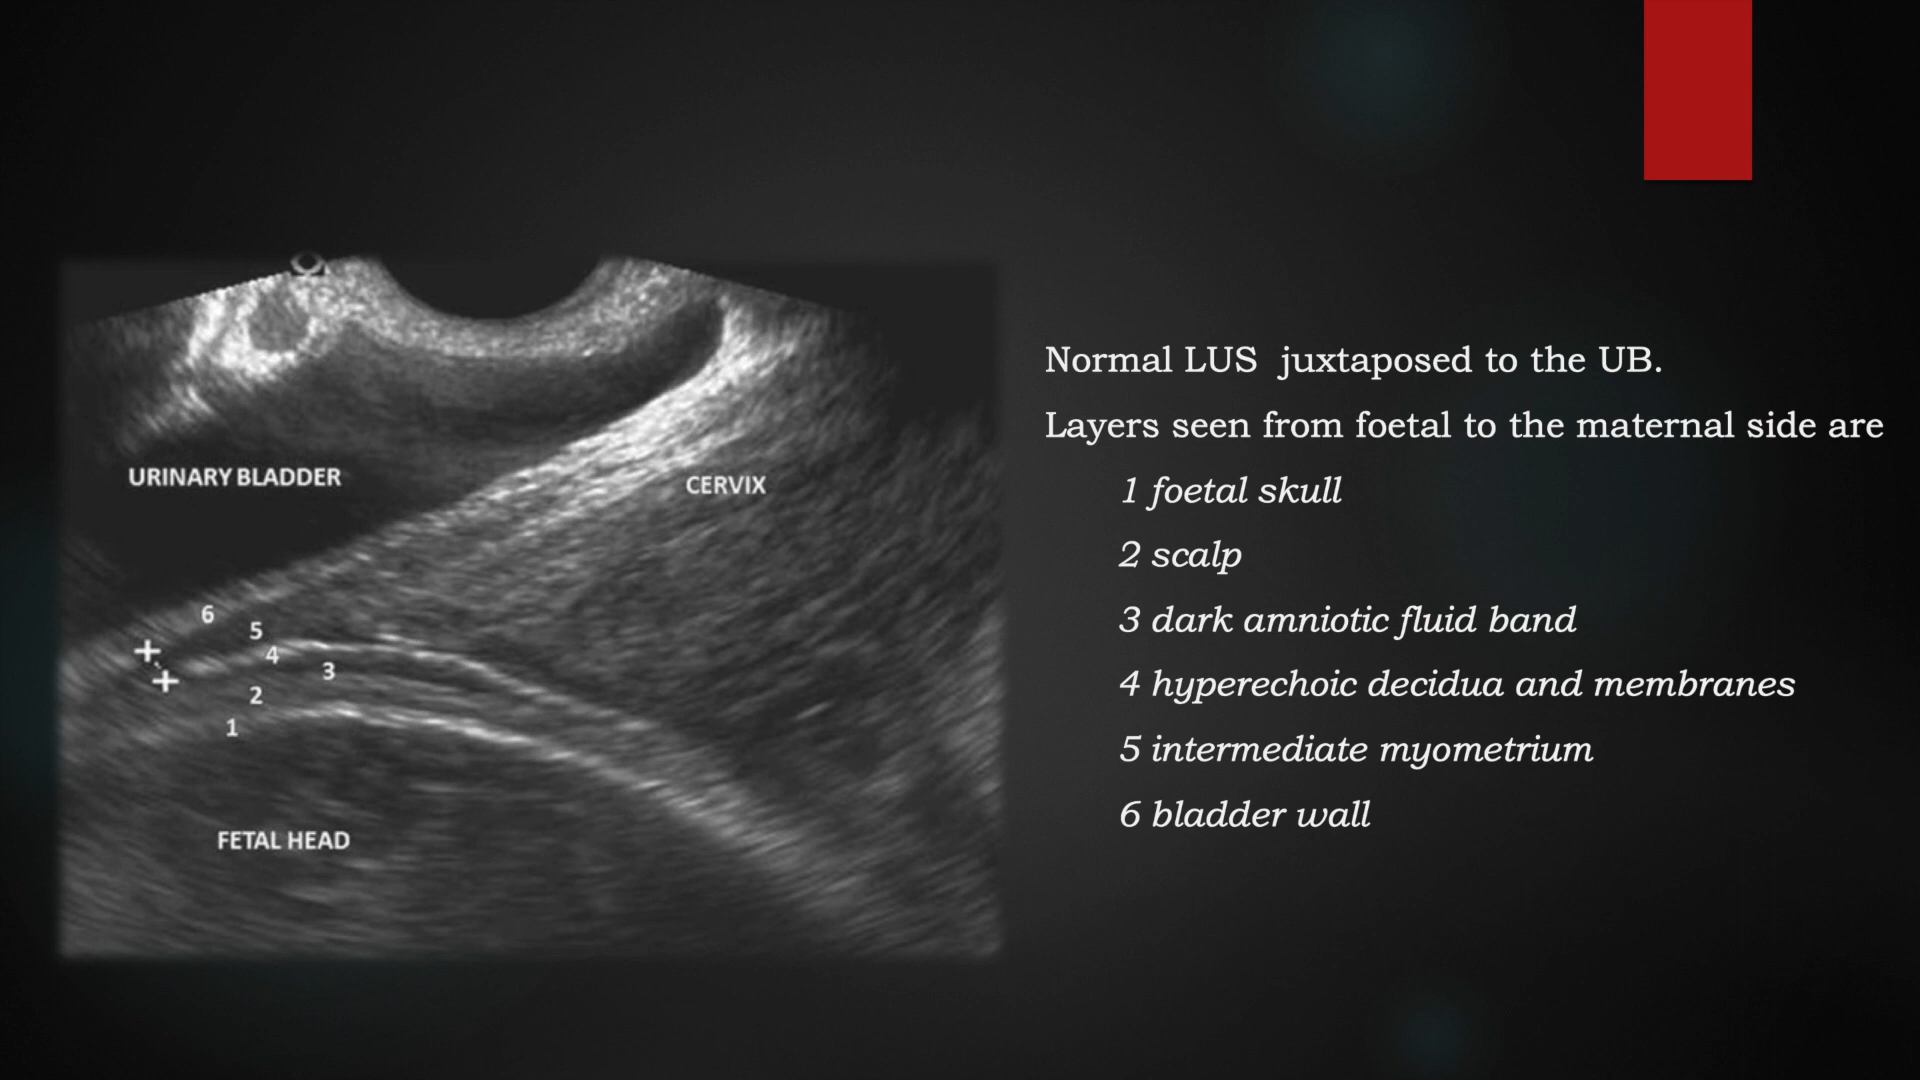 URINARY BLADDER
CERVIX
6
5
4
3
2
1
FETAL HEAD
Normal LUS juxtaposed to the UB.
Layers seen from foetal to the maternal side are
1 foetal skull
2 scalp
3 dark amniotic fluid band
4 hyperechoic decidua and membranes
5 intermediate myometrium
6 bladder wall